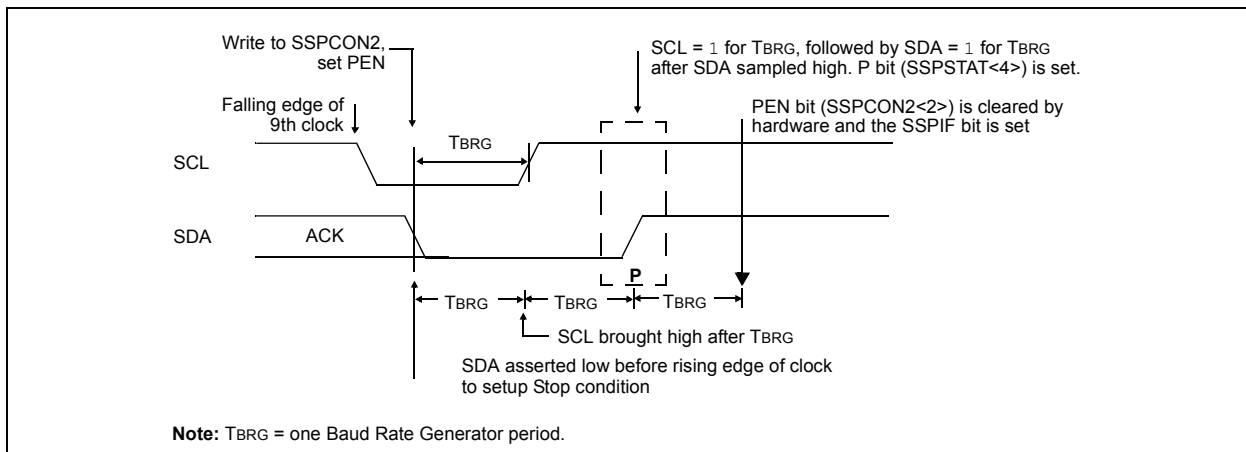 Write to SSPCON2,
set PEN
SCL = 1 for TBRG, followed by SDA = 1 for TBRG
after SDA sampled high. P bit (SSPSTAT<4>) is set.
Falling edge of
9th clock
PEN bit (SSPCON2<2>) is cleared by
hardware and the SSPIF bit is set
TBRG
SCL
SDA
ACK
P
TBRG
TBRG
TBRG
SCL brought high after TBRG
SDA asserted low before rising edge of clock
to setup Stop condition
Note: TBRG = one Baud Rate Generator period.